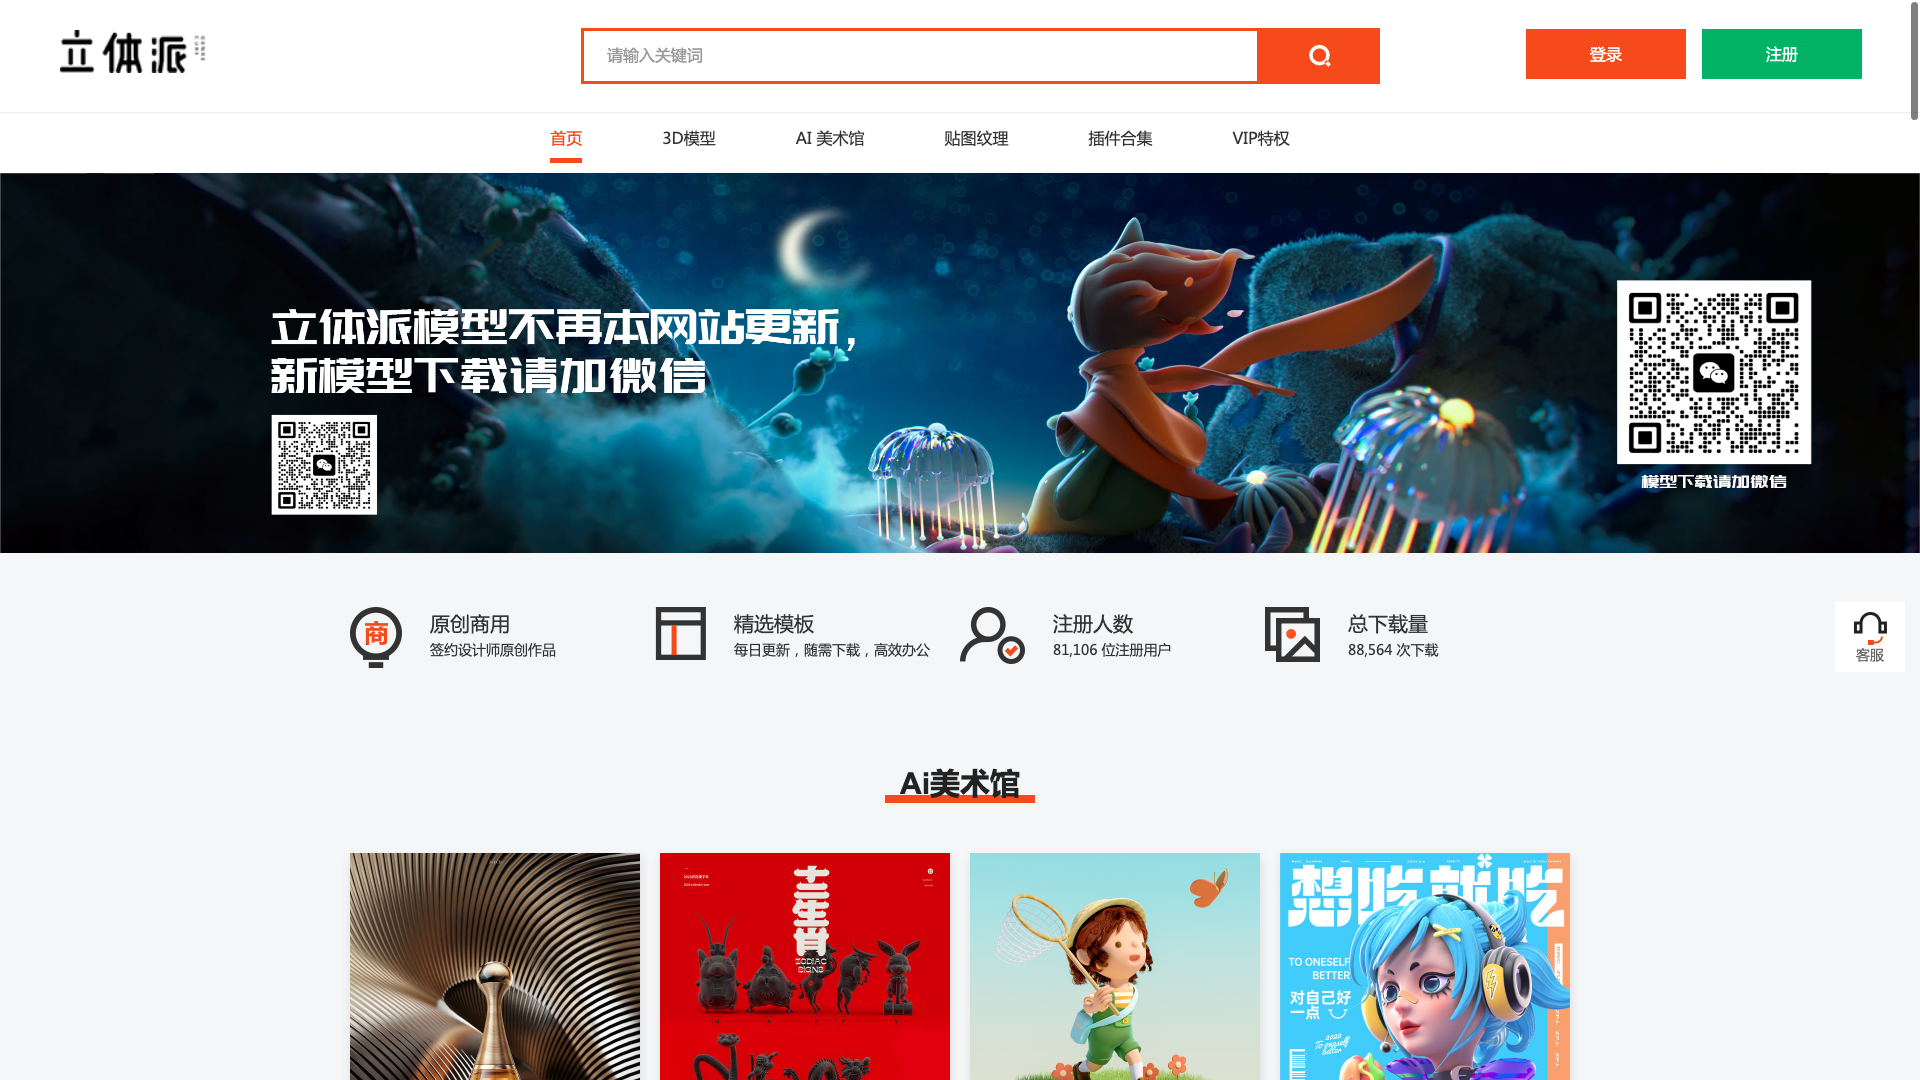 立体派
请输入关键词
登录
注册
首页
3D模型
AI 美术馆
贴图纹理
插件合集
VIP特权
立体派模型不再本网站更新,
新模型下载请加微信
模型下载请加微信
商
原创商用
签约设计师原创作品
精选模板
每日更新，随需下载，高效办公
注册人数
81,106 位注册用户
总下载量
88,564 次下载
客服
Ai美术馆
十二生肖
ZODIAC
SIGNS
想吃就吃
TO ONESELF
BETTER
对自己好
一点
2022
To oneself
better